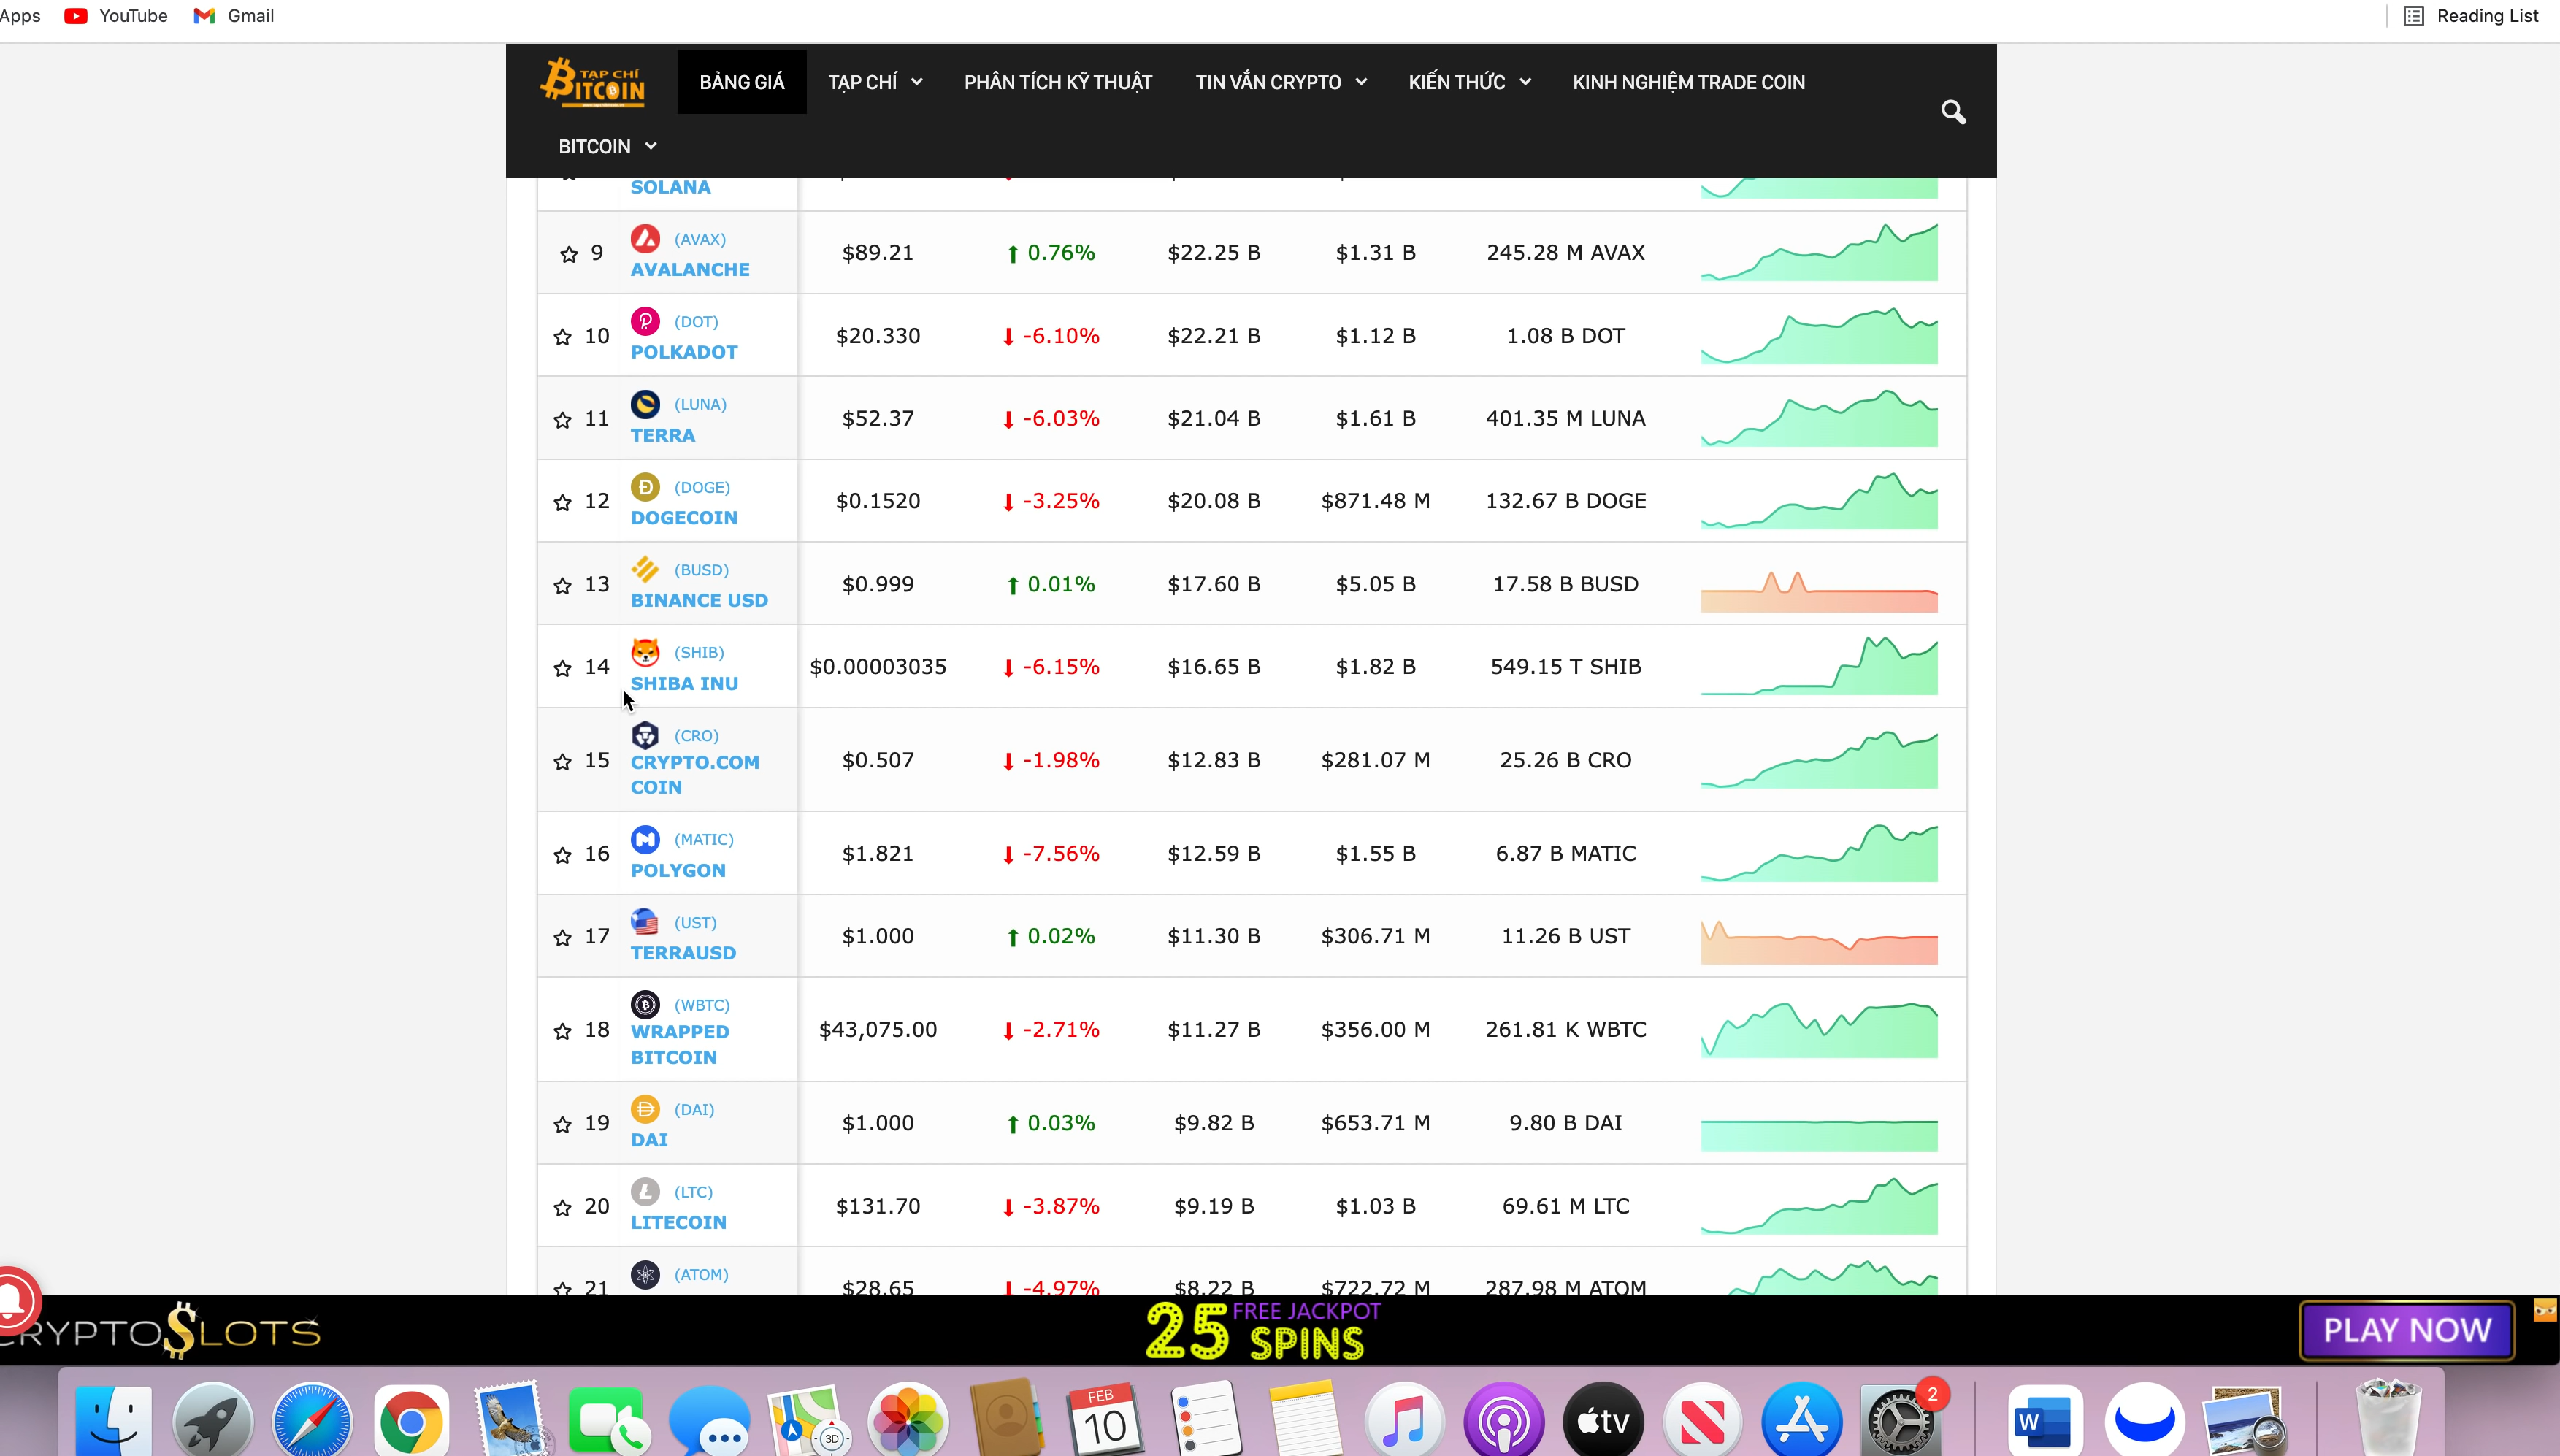 Apps YouTube Gmail Reading List
TẠP CHÍ
BITCOIN
BẢNG GIÁ TẠP CHÍ PHÂN TÍCH KỸ THUẬT TIN VẮN CRYPTO KIẾN THỨC KINH NGHIỆM TRADE COIN
BITCOIN
SOLANA
9 (AVAX) AVALANCHE $89.21 0.76% $22.25 B $1.31 B 245.28 M AVAX
10 (DOT) POLKADOT $20.330 -6.10% $22.21 B $1.12 B 1.08 B DOT
11 (LUNA) TERRA $52.37 -6.03% $21.04 B $1.61 B 401.35 M LUNA
12 (DOGE) DOGECOIN $0.1520 -3.25% $20.08 B $871.48 M 132.67 B DOGE
13 (BUSD) BINANCE USD $0.999 0.01% $17.60 B $5.05 B 17.58 B BUSD
14 (SHIB) SHIBA INU $0.00003035 -6.15% $16.65 B $1.82 B 549.15 T SHIB
15 (CRO) CRYPTO.COM COIN $0.507 -1.98% $12.83 B $281.07 M 25.26 B CRO
16 (MATIC) POLYGON $1.821 -7.56% $12.59 B $1.55 B 6.87 B MATIC
17 (UST) TERRAUSD $1.000 0.02% $11.30 B $306.71 M 11.26 B UST
18 (WBTC) WRAPPED BITCOIN $43,075.00 -2.71% $11.27 B $356.00 M 261.81 K WBTC
19 (DAI) DAI $1.000 0.03% $9.82 B $653.71 M 9.80 B DAI
20 (LTC) LITECOIN $131.70 -3.87% $9.19 B $1.03 B 69.61 M LTC
21 (ATOM) $28.65 -4.97% $8.22 B $722.72 M 287.98 M ATOM
CRYPTO$LOTS 25 FREE JACKPOT SPINS PLAY NOW
FEB
10
3D
tv
2
W